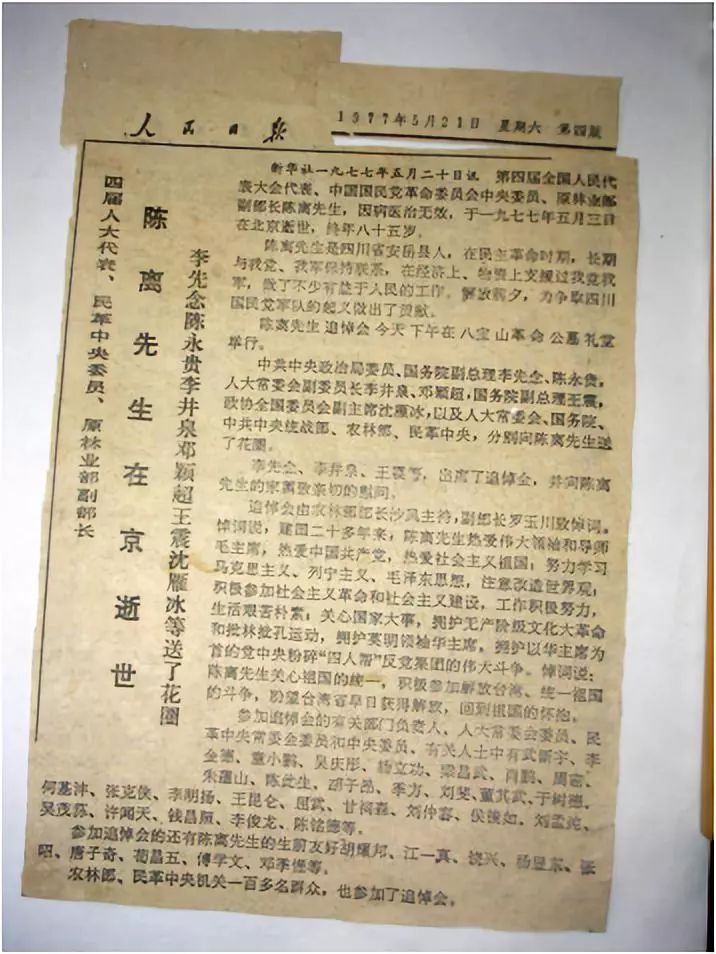 人民日报
1977年5月21日 星期六 第四版
四届人大代表、民革中央委员、原林业部副部长
陈离先生在京逝世
李先念陈永贵李井泉邓颖超王震沈雁冰等送了花圈
新华社一九七七年五月二十日讯 第四届全国人民代
表大会代表、中国国民党革命委员会中央委员、原林业部
副部长陈离先生，因病医治无效，于一九七七年五月三日
在北京逝世，终年八十五岁。
陈离先生是四川省安岳县人，在民主革命时期，长期
与我党、我军保持联系，在经济上、物资上支援过我党我
军，做了不少有益于人民的工作。解放前夕，为争取四川
国民党军队的起义做出了贡献。
陈离先生追悼会今天下午在八宝山革命公墓礼堂
举行。
中共中央政治局委员、国务院副总理李先念、陈永贵，
人大常委会副委员长李井泉、邓颖超，国务院副总理王震，
政协全国委员会副主席沈雁冰，以及人大常委会、国务院、
中共中央统战部、农林部、民革中央，分别向陈离先生送
了花圈。
李先念、李井泉、王震等，出席了追悼会，并向陈离
先生的家属致亲切的慰问。
追悼会由农林部部长沙风主持，副部长罗玉川致悼词。
悼词说，建国二十多年来，陈离先生热爱伟大领袖和导师
毛主席，热爱中国共产党，热爱社会主义祖国；努力学习
马克思主义、列宁主义、毛泽东思想，注意改造世界观；
积极参加社会主义革命和社会主义建设，工作积极努力，
生活艰苦朴素；关心国家大事，拥护无产阶级文化大革命
和批林批孔运动，拥护英明领袖华主席，拥护以华主席为
首的党中央粉碎“四人帮”反党集团的伟大斗争。悼词说：
陈离先生关心祖国的统一，积极参加解放台湾、统一祖国
的斗争，盼望台湾省早日获得解放，回到祖国的怀抱。
参加追悼会的有关部门负责人、人大常委会委员、民
革中央常委会委员和中央委员、有关人士中有武新宇、李
金德、童小鹏、吴庆彤、杨立功、梁昌武、肖鹏、周密、
朱蕴山、陈此生、胡子昂、李方、刘斐、董其武、于树德、
何基沣、张克侠、李明扬、王昆仑、屈武、甘祠森、刘仲容、侯镜如、刘孟纯、
吴茂荪、许闻天、钱昌照、李俊龙、陈铭德等。
参加追悼会的还有陈离先生的生前友好胡耀邦、江一真、饶兴、杨显东、张
昭、唐子奇、荀昌五、傅学文、邓季惺等。
农林部、民革中央机关一百多名群众，也参加了追悼会。